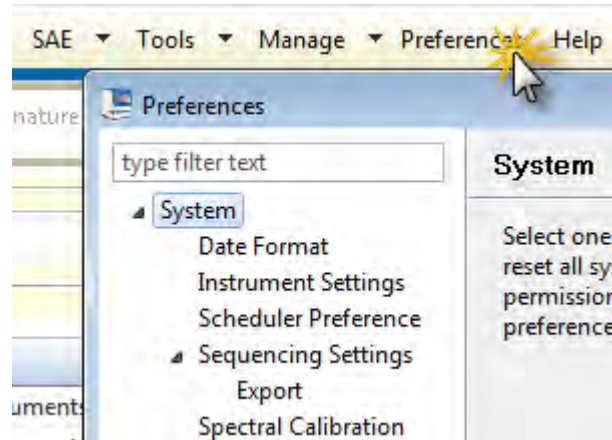 SAE Tools Manage Preferences Help
nature
Preferences
type filter text
System
Date Format
Instrument Settings
Scheduler Preference
Sequencing Settings
Export
Spectral Calibration
System
Select one
reset all sy
permission
preference
uments